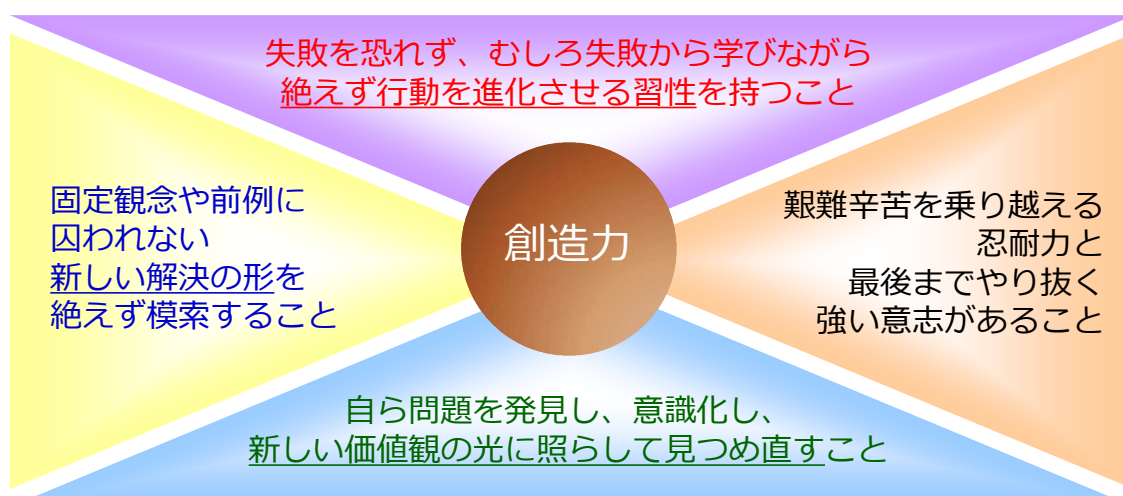 失敗を恐れず、むしろ失敗から学びながら
絶えず行動を進化させる習性を持つこと
固定観念や前例に
囚われない
新しい解決の形を
絶えず模索すること
創造力
艱難辛苦を乗り越える
忍耐力と
最後までやり抜く
強い意志があること
自ら問題を発見し、意識化し、
新しい価値観の光に照らして見つめ直すこと